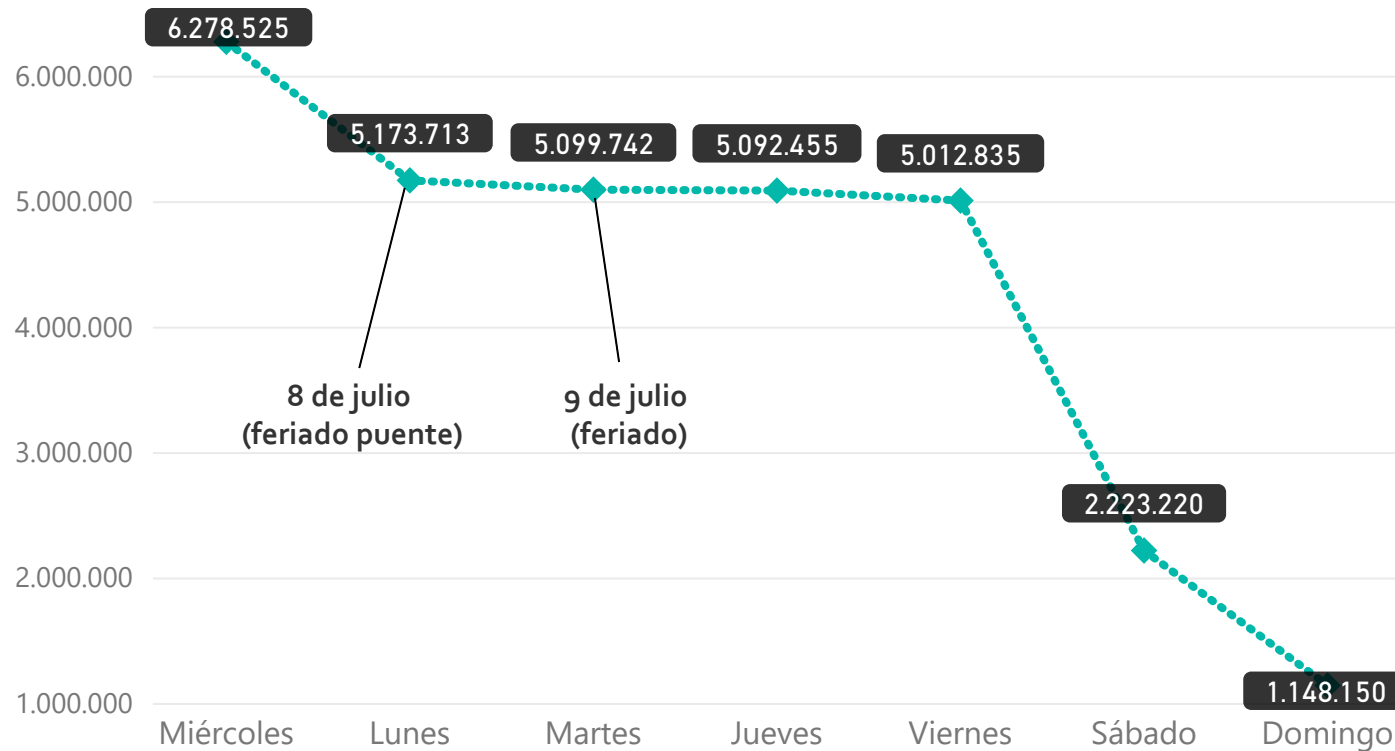 6.278.525
6.000.000
5.173.713
5.099.742
5.092.455
5.012.835
5.000.000
4.000.000
8 de julio
(feriado puente)
9 de julio
(feriado)
3.000.000
2.223.220
2.000.000
1.148.150
1.000.000
Miércoles
Lunes
Martes
Jueves
Viernes
Sábado
Domingo